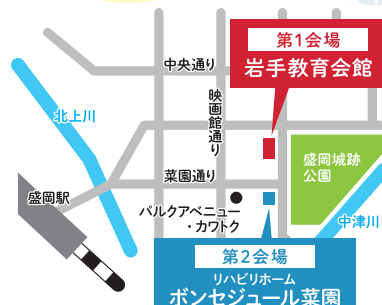 第1会場
岩手教育会館
中央通り
北上川
映画館通り
盛岡城跡
公園
菜園通り
盛岡駅
パルクアベニュー
・カワトク
中津川
第2会場
リハビリホーム
ボンセジュール菜園